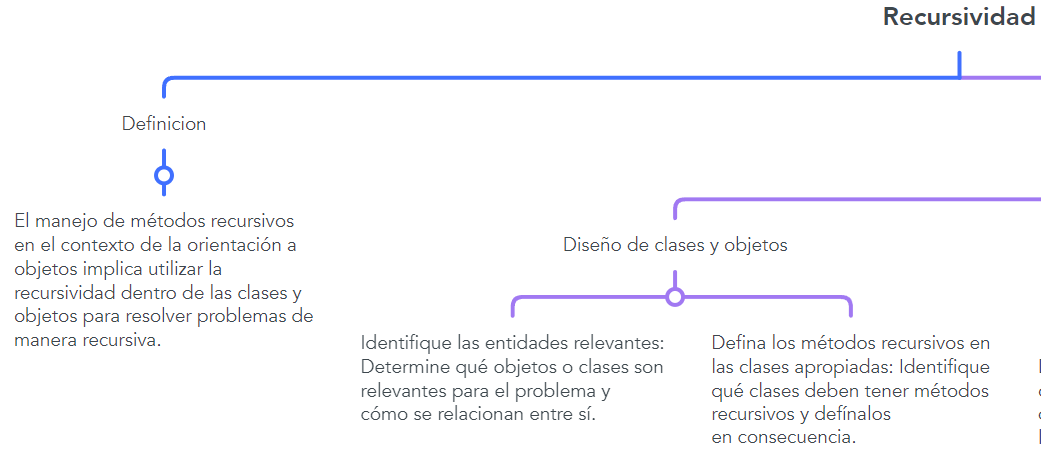 Recursividad
Definicion
El manejo de métodos recursivos
en el contexto de la orientación a
objetos implica utilizar la
recursividad dentro de las clases y
objetos para resolver problemas de
manera recursiva.
Diseño de clases y objetos
Identifique las entidades relevantes:
Determine qué objetos o clases son
relevantes para el problema y
cómo se relacionan entre sí.
Defina los métodos recursivos en
las clases apropiadas: Identifique
qué clases deben tener métodos
recursivos y defínalos
en consecuencia.